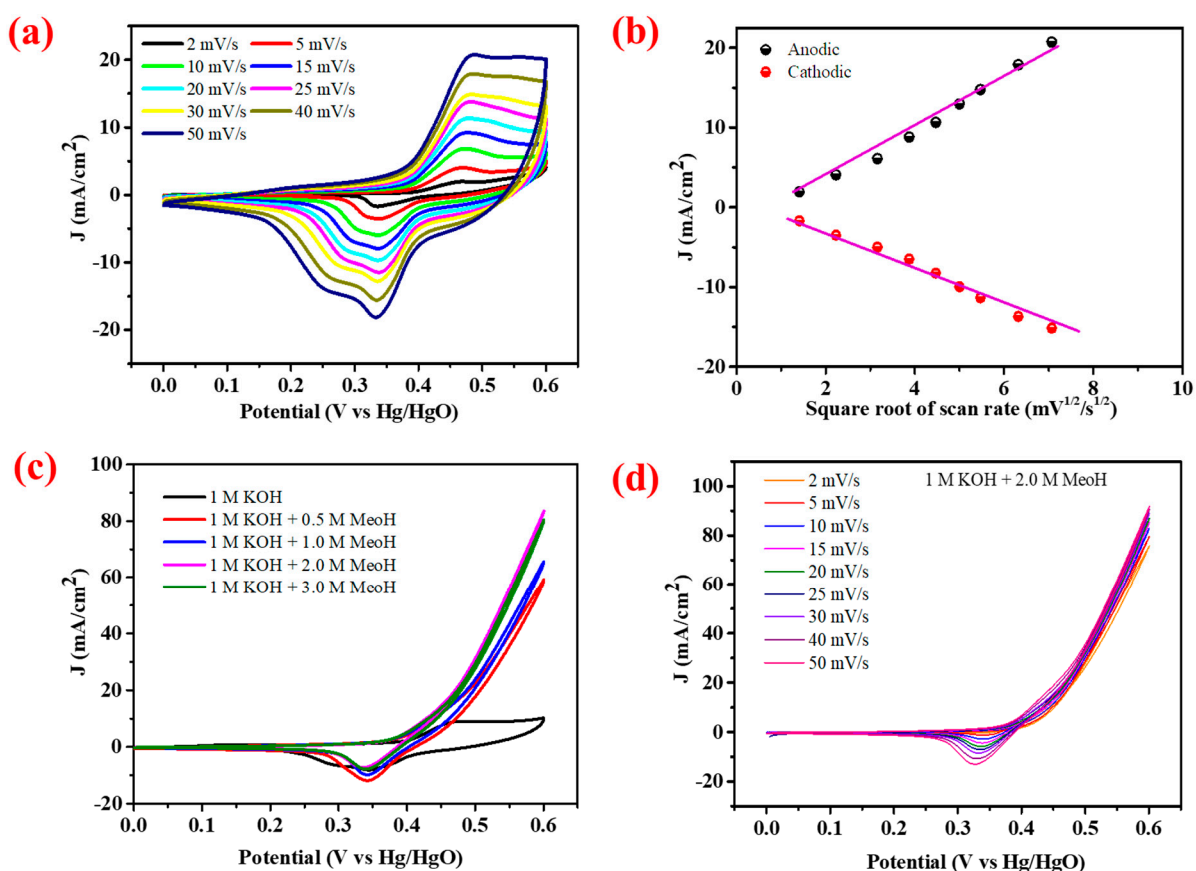 (a)
2 mV/s 5 mV/s
10 mV/s 15 mV/s
20 mV/s 25 mV/s
30 mV/s 40 mV/s
50 mV/s
20
10
0
-10
-20
J (mA/cm²)
0.0 0.1 0.2 0.3 0.4 0.5 0.6
Potential (V vs Hg/HgO)
(b)
Anodic
Cathodic
20
10
0
-10
-20
J (mA/cm²)
0 2 4 6 8 10
Square root of scan rate (mV^1/2/s^1/2)
(c)
1 M KOH
1 M KOH + 0.5 M MeoH
1 M KOH + 1.0 M MeoH
1 M KOH + 2.0 M MeoH
1 M KOH + 3.0 M MeoH
100
80
60
40
20
0
-20
J (mA/cm²)
0.0 0.1 0.2 0.3 0.4 0.5 0.6
Potential (V vs Hg/HgO)
(d)
1 M KOH + 2.0 M MeoH
2 mV/s
5 mV/s
10 mV/s
15 mV/s
20 mV/s
25 mV/s
30 mV/s
40 mV/s
50 mV/s
100
80
60
40
20
0
-20
J (mA/cm²)
0.0 0.1 0.2 0.3 0.4 0.5 0.6
Potential (V vs Hg/HgO)